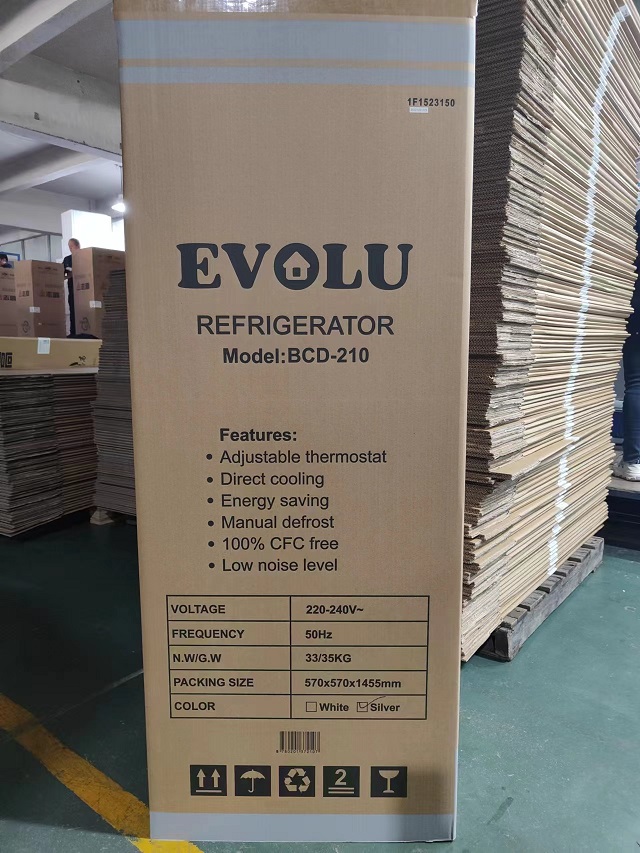 1F1523150
EVOLU
REFRIGERATOR
Model:BCD-210
Features:
• Adjustable thermostat
• Direct cooling
• Energy saving
• Manual defrost
• 100% CFC free
• Low noise level
VOLTAGE 220-240V~
FREQUENCY 50Hz
N.W/G.W 33/35KG
PACKING SIZE 570x570x1455mm
COLOR White Silver
2